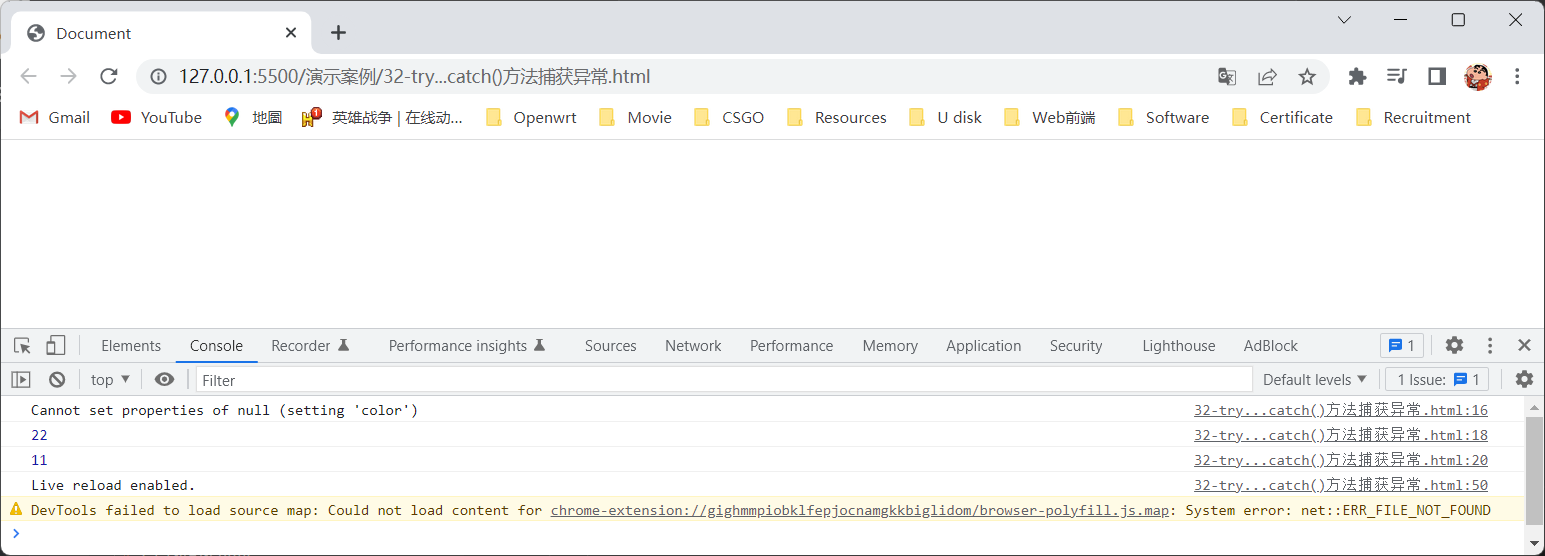 Document
127.0.0.1:5500/演示案例/32-try...catch()方法捕获异常.html
Gmail YouTube 地圖 1 英雄战争 | 在线动... Openwrt Movie CSGO Resources U disk Web前端 Software Certificate Recruitment
Elements Console Recorder Performance insights Sources Network Performance Memory Application Security Lighthouse AdBlock 1
top Filter Default levels 1 Issue: 1
Cannot set properties of null (setting 'color') 32-try...catch()方法捕获异常.html:16
22 32-try...catch()方法捕获异常.html:18
11 32-try...catch()方法捕获异常.html:20
Live reload enabled. 32-try...catch()方法捕获异常.html:50
DevTools failed to load source map: Could not load content for chrome-extension://gighmmpiobklfepjocnamgkkbiglidom/browser-polyfill.js.map: System error: net::ERR_FILE_NOT_FOUND